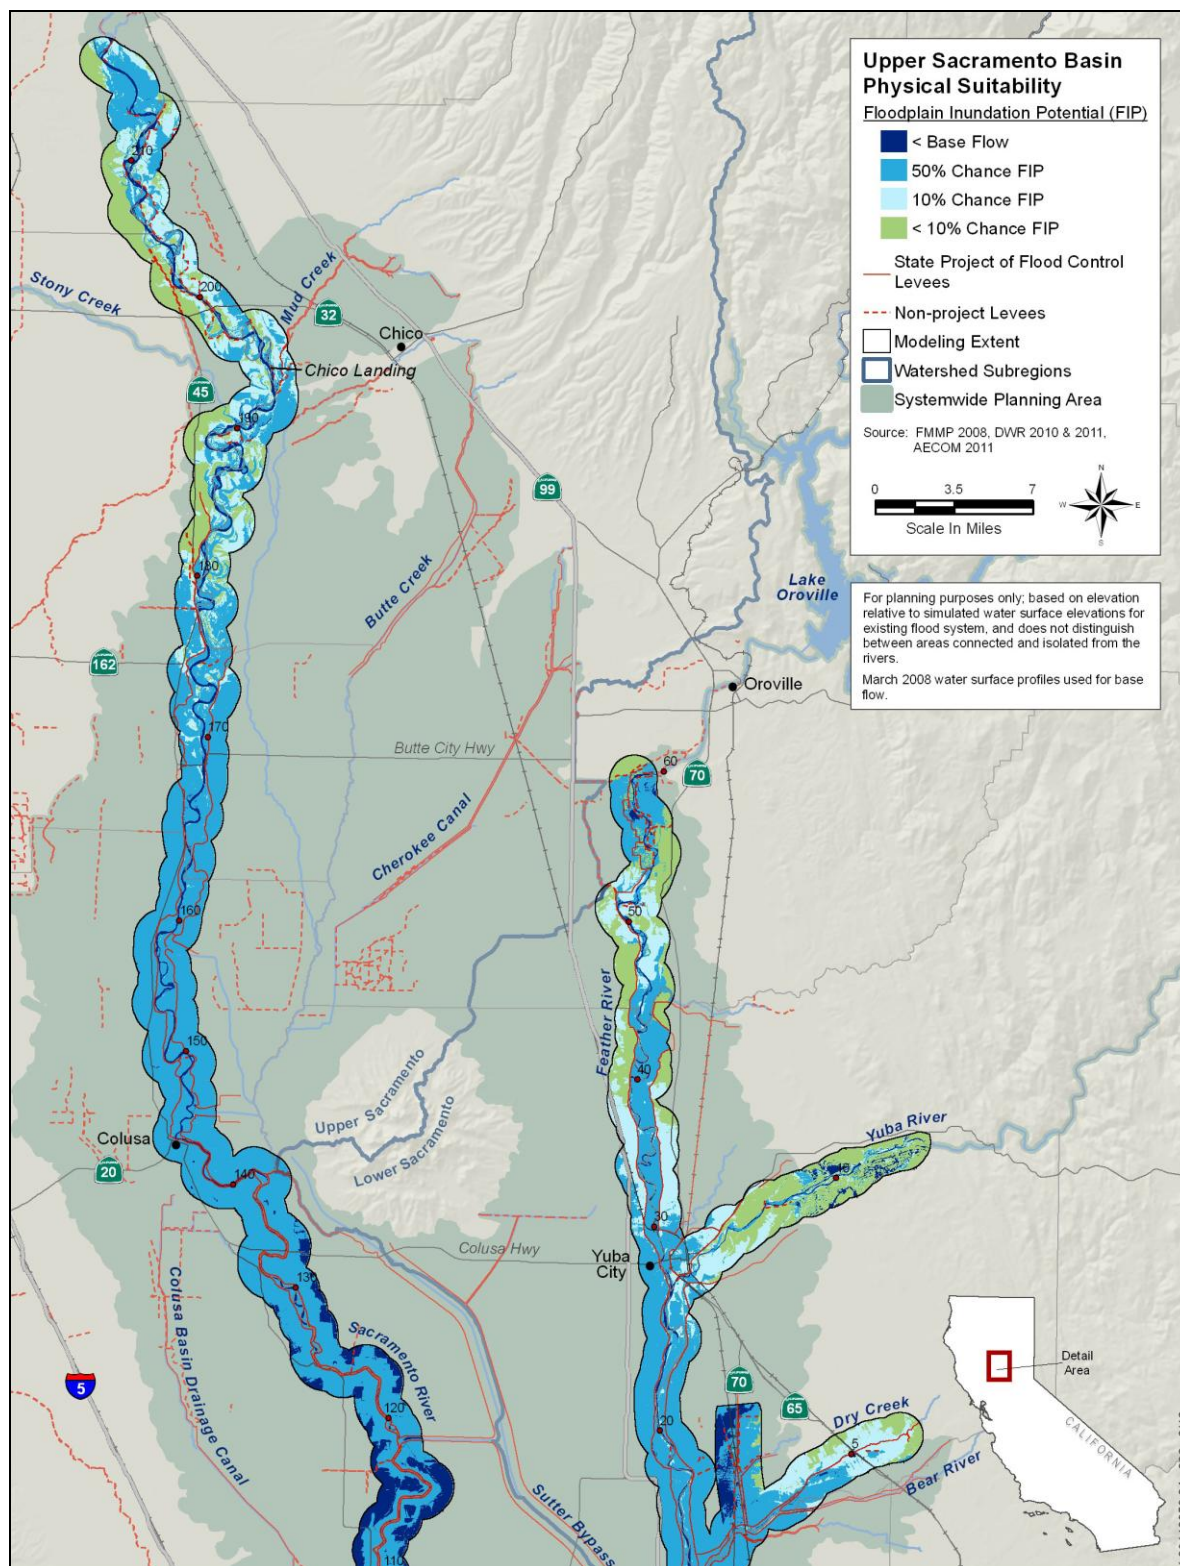 Upper Sacramento Basin
Physical Suitability
Floodplain Inundation Potential (FIP)
< Base Flow
50% Chance FIP
10% Chance FIP
< 10% Chance FIP
State Project of Flood Control
Levees
Non-project Levees
Modeling Extent
Watershed Subregions
Systemwide Planning Area
Source: FMMP 2008, DWR 2010 & 2011,
AECOM 2011
N
W
E
S
0
3.5
7
Scale In Miles
For planning purposes only; based on elevation
relative to simulated water surface elevations for
existing flood system, and does not distinguish
between areas connected and isolated from the
rivers.
March 2008 water surface profiles used for base
flow.
210
200
Stony Creek
Mud Creek
32
Chico
Chico Landing
45
190
99
180
Butte Creek
Lake
Oroville
162
Oroville
170
Butte City Hwy
60
70
Cherokee Canal
160
50
Feather River
150
40
Upper Sacramento
Lower Sacramento
Colusa
20
140
Yuba River
10
30
Colusa Hwy
Yuba
City
130
Colusa Basin Drainage Canal
Sacramento River
5
120
20
70
65
Dry Creek
5
Bear River
Sutter Bypass
110
Detail
Area
CALIFORNIA